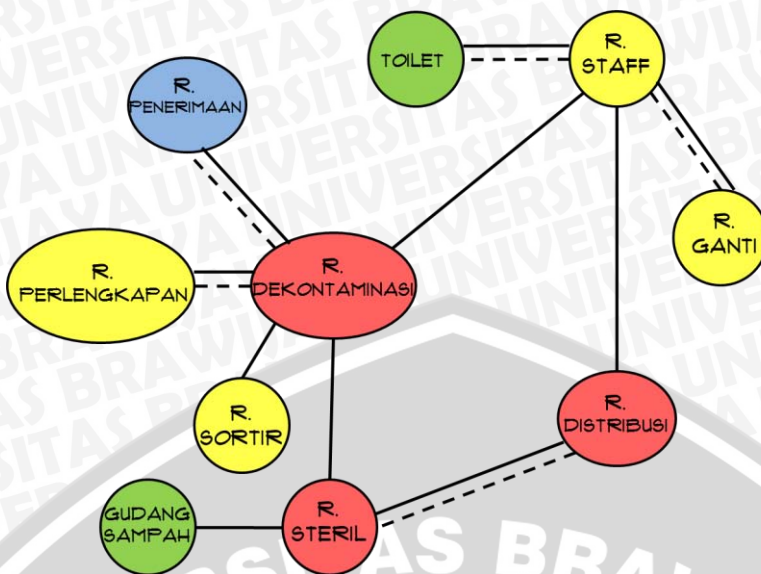 TOILET
R.
STAFF
R.
PENERIMAAN
R.
GANTI
R.
PERLENGKAPAN
R.
DEKONTAMINASI
R.
SORTIR
R.
DISTRIBUSI
GUDANG
SAMPAH
R.
STERIL